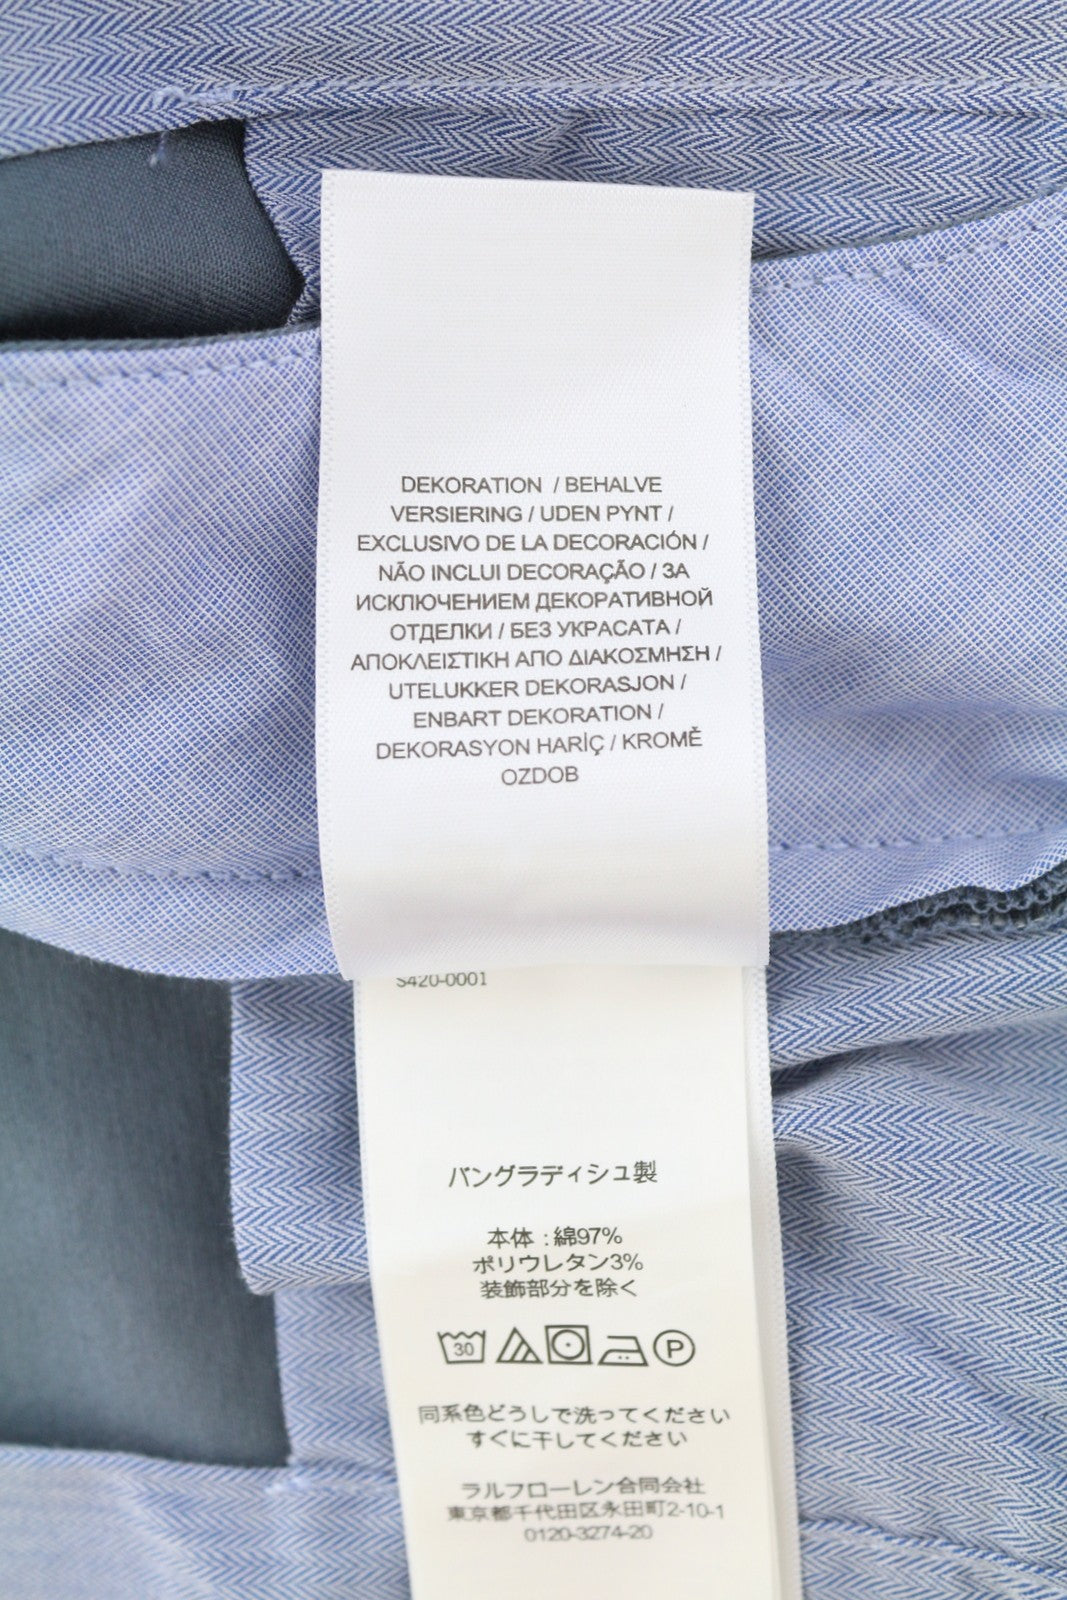 DEKORATION / BEHALVE
VERSIERING / UDEN PYNT /
EXCLUSIVO DE LA DECORACIÓN /
NÃO INCLUI DECORAÇÃO / ЗА
ИСКЛЮЧЕНИЕМ ДЕКОРАТИВНОЙ
ОТДЕЛКИ / БЕЗ УКРАСАТА /
ΑΠΟΚΛΕΙΣΤΙΚΗ ΑΠΟ ΔΙΑΚΟΣΜΗΣΗ /
UTELUKKER DEKORASJON /
ENBART DEKORATION /
DEKORASYON HARİÇ / KROMĚ
OZDOB
S420-0001
バングラディシュ製
本体 : 綿97%
ポリウレタン3%
装飾部分を除く
30 P
同系色どうしで洗ってください
すぐに干してください
ラルフローレン合同会社
東京都千代田区永田町2-10-1
0120-3274-20